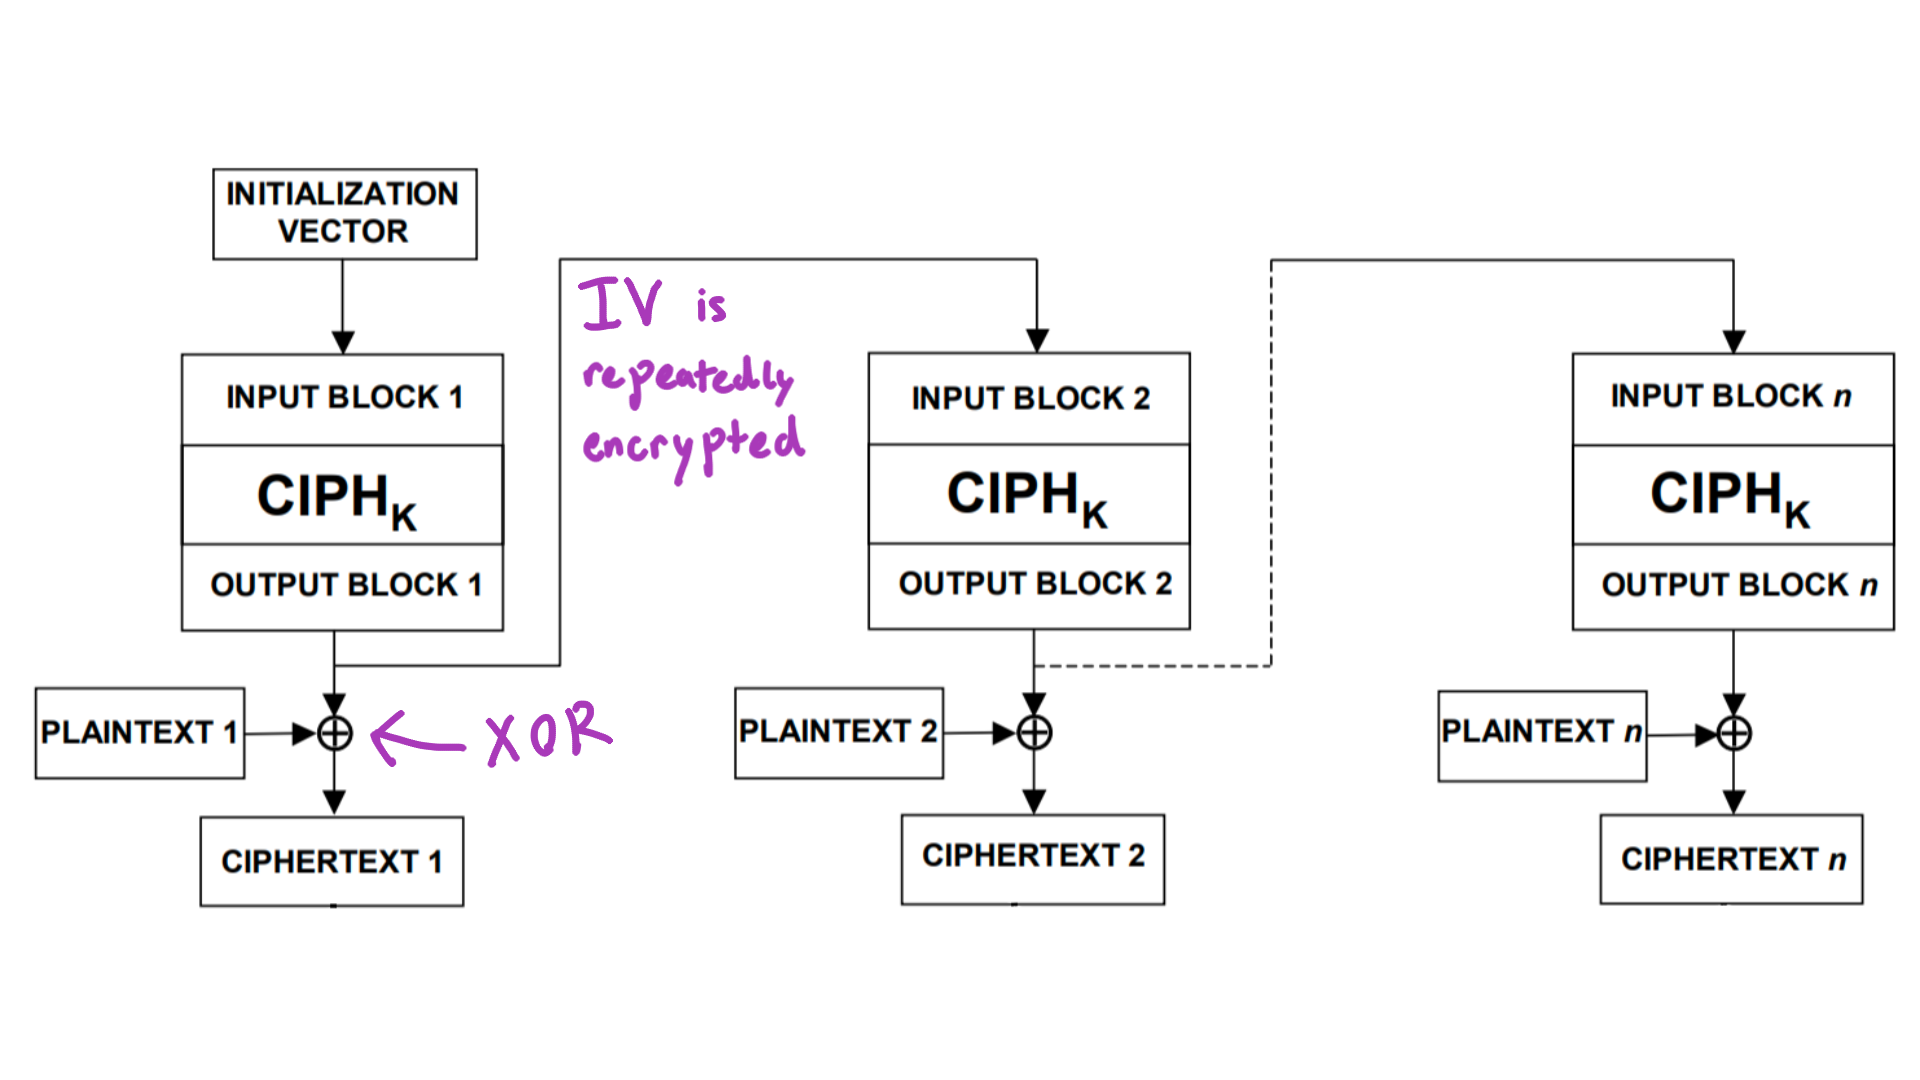 INITIALIZATION
VECTOR
IV is
repeatedly
encrypted
INPUT BLOCK 1
CIPHK
OUTPUT BLOCK 1
PLAINTEXT 1
XOR
CIPHERTEXT 1
INPUT BLOCK 2
CIPHK
OUTPUT BLOCK 2
PLAINTEXT 2
CIPHERTEXT 2
INPUT BLOCK n
CIPHK
OUTPUT BLOCK n
PLAINTEXT n
CIPHERTEXT n